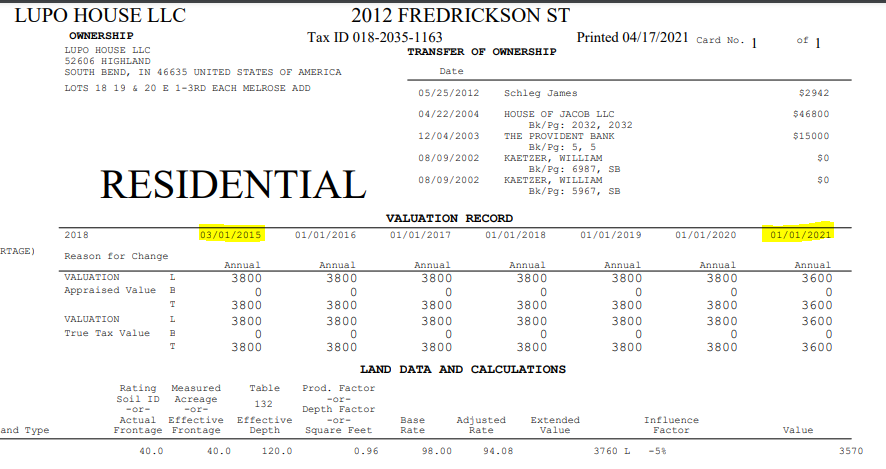 LUPO HOUSE LLC 2012 FREDRICKSON ST
OWNERSHIP Tax ID 018-2035-1163 Printed 04/17/2021 Card No. 1 of 1
LUPO HOUSE LLC
52606 HIGHLAND
SOUTH BEND, IN 46635 UNITED STATES OF AMERICA
LOTS 18 19 & 20 E 1-3RD EACH MELROSE ADD
TRANSFER OF OWNERSHIP
Date
05/25/2012 Schleg James $2942
04/22/2004 HOUSE OF JACOB LLC $46800
Bk/Pg: 2032, 2032
12/04/2003 THE PROVIDENT BANK $15000
Bk/Pg: 5, 5
08/09/2002 KAETZER, WILLIAM $0
Bk/Pg: 6987, SB
08/09/2002 KAETZER, WILLIAM $0
Bk/Pg: 5967, SB
RESIDENTIAL
VALUATION RECORD
2018 03/01/2015 01/01/2016 01/01/2017 01/01/2018 01/01/2019 01/01/2020 01/01/2021
RTAGE)
Reason for Change
Annual Annual Annual Annual Annual Annual Annual
VALUATION L 3800 3800 3800 3800 3800 3800 3600
Appraised Value B 0 0 0 0 0 0 0
T 3800 3800 3800 3800 3800 3800 3600
VALUATION L 3800 3800 3800 3800 3800 3800 3600
True Tax Value B 0 0 0 0 0 0 0
T 3800 3800 3800 3800 3800 3800 3600
LAND DATA AND CALCULATIONS
Rating Measured Table Prod. Factor
Soil ID Acreage 132 -or-
-or- -or- Depth Factor
Actual Effective Effective -or- Base Adjusted Extended Influence
and Type Frontage Frontage Depth Square Feet Rate Rate Value Factor Value
40.0 40.0 120.0 0.96 98.00 94.08 3760 L -5% 3570